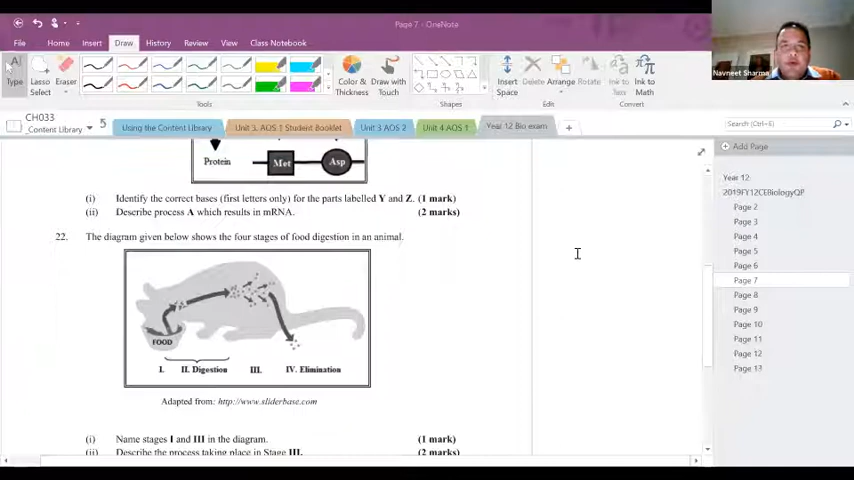 Page 7 - OneNote
File Home Insert Draw History Review View Class Notebook
Navneet Sharma
Type Lasso Select Eraser Color & Thickness Draw with Touch Insert Space Delete Arrange Rotate Ink to Text Ink to Math
Tools Shapes Edit Convert
CH033
_Content Library
Using the Content Library Unit 3, AOS 1 Student Booklet Unit 3 AOS 2 Unit 4 AOS 1 Year 12 Bio exam +
Search (Ctrl+E)
Add Page
Protein Met Asp
Year 12
2019FY12CEBiologyQP
Page 2
Page 3
Page 4
Page 5
Page 6
Page 7
Page 8
Page 9
Page 10
Page 11
Page 12
Page 13
(i) Identify the correct bases (first letters only) for the parts labelled Y and Z. (1 mark)
(ii) Describe process A which results in mRNA. (2 marks)
22. The diagram given below shows the four stages of food digestion in an animal.
FOOD
I. II. Digestion III. IV. Elimination
Adapted from: http://www.sliderbase.com
(i) Name stages I and III in the diagram. (1 mark)
(ii) Describe the process taking place in Stage III. (2 marks)